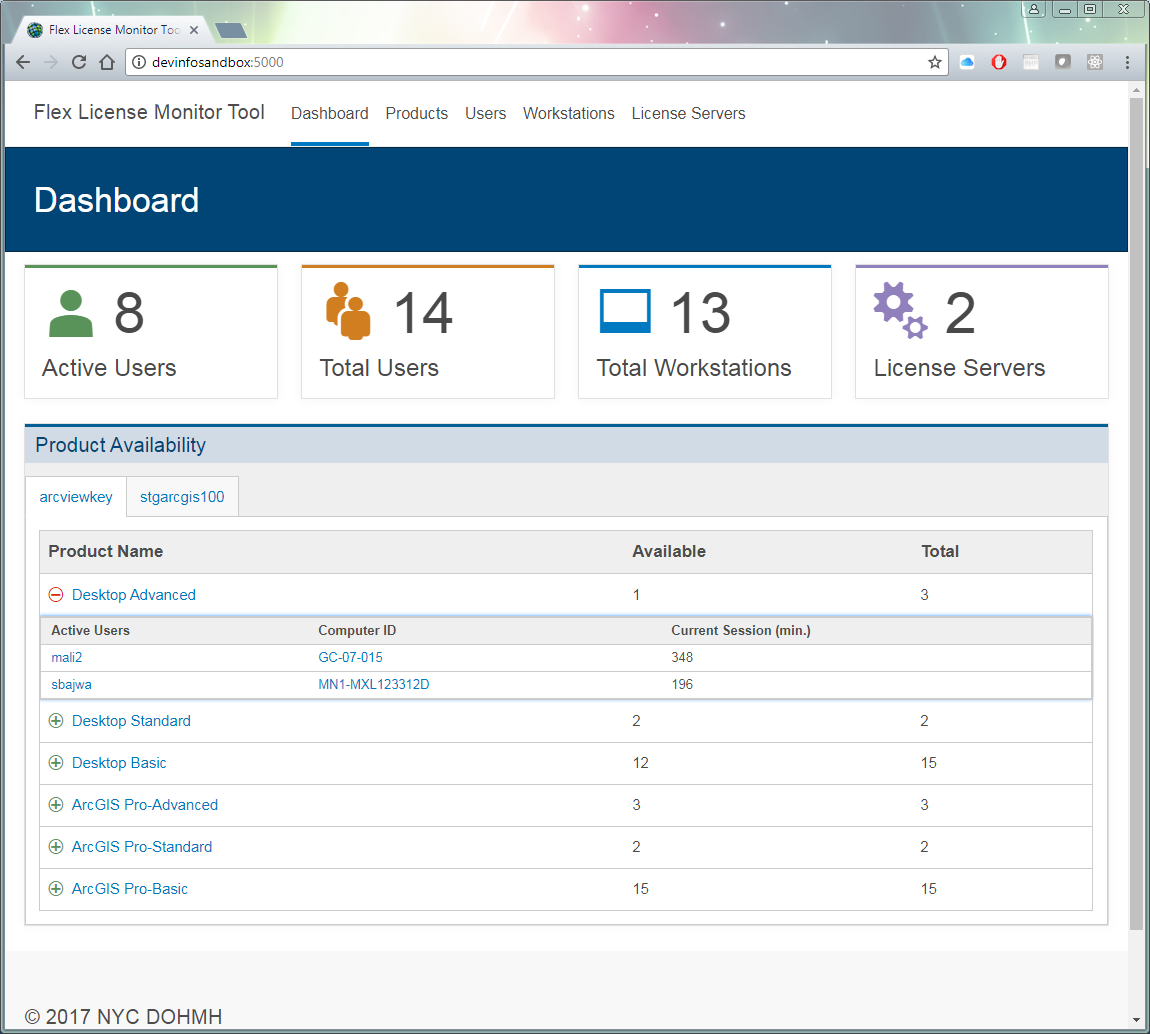 Flex License Monitor Too
devinfosandbox:5000
Flex License Monitor Tool Dashboard Products Users Workstations License Servers
Dashboard
8 14 13 2
Active Users Total Users Total Workstations License Servers
Product Availability
arcviewkey stgarcgis100
Product Name Available Total
Desktop Advanced 1 3
Active Users Computer ID Current Session (min.)
mali2 GC-07-015 348
sbajwa MN1-MXL123312D 196
Desktop Standard 2 2
Desktop Basic 12 15
ArcGIS Pro-Advanced 3 3
ArcGIS Pro-Standard 2 2
ArcGIS Pro-Basic 15 15
© 2017 NYC DOHMH